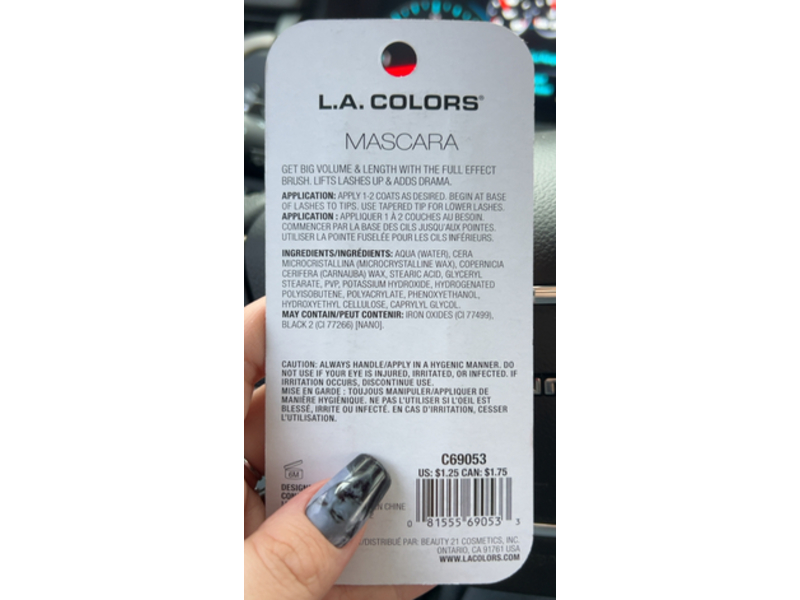 L.A. COLORS®
MASCARA
GET BIG VOLUME & LENGTH WITH THE FULL EFFECT
BRUSH. LIFTS LASHES UP & ADDS DRAMA.
APPLICATION: APPLY 1-2 COATS AS DESIRED. BEGIN AT BASE
OF LASHES TO TIPS. USE TAPERED TIP FOR LOWER LASHES.
APPLICATION : APPLIQUER 1 À 2 COUCHES AU BESOIN.
COMMENCER PAR LA BASE DES CILS JUSQU'AUX POINTES.
UTILISER LA POINTE FUSELÉE POUR LES CILS INFÉRIEURS.
INGREDIENTS/INGRÉDIENTS: AQUA (WATER), CERA
MICROCRISTALLINA (MICROCRYSTALLINE WAX), COPERNICIA
CERIFERA (CARNAUBA) WAX, STEARIC ACID, GLYCERYL
STEARATE, PVP, POTASSIUM HYDROXIDE, HYDROGENATED
POLYISOBUTENE, POLYACRYLATE, PHENOXYETHANOL,
HYDROXYETHYL CELLULOSE, CAPRYLYL GLYCOL.
MAY CONTAIN/PEUT CONTENIR: IRON OXIDES (CI 77499),
BLACK 2 (CI 77266) [NANO].
CAUTION: ALWAYS HANDLE/APPLY IN A HYGENIC MANNER. DO
NOT USE IF YOUR EYE IS INJURED, IRRITATED, OR INFECTED. IF
IRRITATION OCCURS, DISCONTINUE USE.
MISE EN GARDE : TOUJOUS MANIPULER/APPLIQUER DE
MANIÈRE HYGIÉNIQUE. NE PAS L'UTILISER SI L'OEIL EST
BLESSÉ, IRRITE OU INFECTÉ. EN CAS D'IRRITATION, CESSER
L'UTILISATION.
C69053
US: $1.25 CAN: $1.75
6M
DESIG
CO
N CHINE
0 81555 69053 3
/DISTRIBUÉ PAR: BEAUTY 21 COSMETICS, INC.
ONTARIO, CA 91761 USA
WWW.LACOLORS.COM